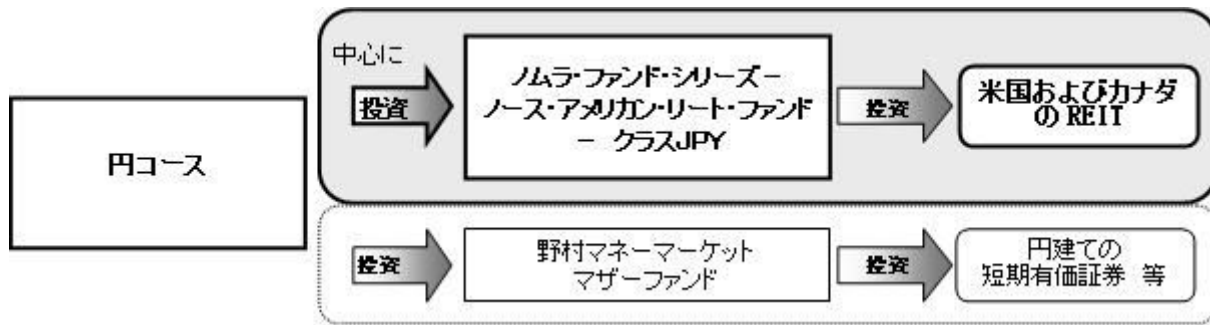 円コース
中心に
投資
ノムラ・ファンド・シリーズ－
ノース・アメリカン・リート・ファンド
－ クラスJPY
投資
米国およびカナダ
の REIT
投資
野村マネーマーケット
マザーファンド
投資
円建ての
短期有価証券 等